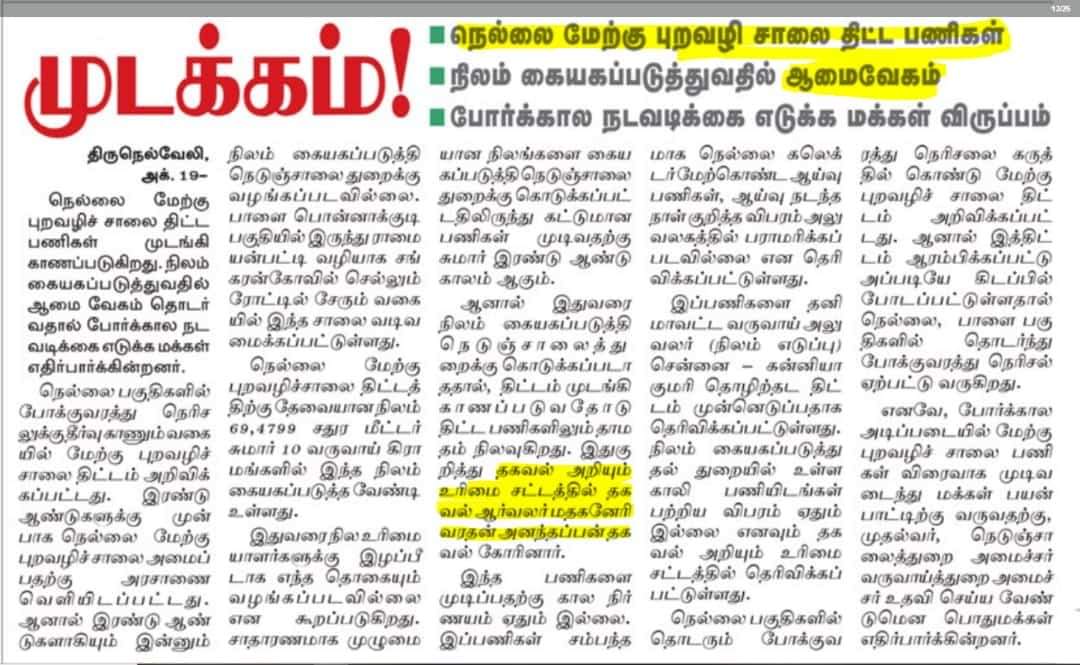 13/25
முடக்கம்!
நெல்லை மேற்கு புறவழி சாலை திட்ட பணிகள்
நிலம் கையகப்படுத்துவதில் ஆமைவேகம்
போர்க்கால நடவடிக்கை எடுக்க மக்கள் விருப்பம்
திருநெல்வேலி,
அக். 19–
நெல்லை மேற்கு
புறவழிச் சாலை திட்ட
பணிகள் முடங்கி
காணப்படுகிறது. நிலம்
கையகப்படுத்துவதில்
ஆமை வேகம் தொடர்
வதால் போர்க்கால நட
வடிக்கை எடுக்க மக்கள்
எதிர்பார்க்கின்றனர்.
நெல்லை பகுதிகளில்
போக்குவரத்து நெரிச
லுக்கு தீர்வு காணும் வகை
யில் மேற்கு புறவழிச்
சாலை திட்டம் அறிவிக்
கப்பட்டது. இரண்டு
ஆண்டுகளுக்கு முன்
பாக நெல்லை மேற்கு
புறவழிச்சாலை அமைப்
பதற்கு அரசாணை
வெளியிடப்பட்டது.
ஆனால் இரண்டு ஆண்
டுகளாகியும் இன்னும்
நிலம் கையகப்படுத்தி
நெடுஞ்சாலை துறைக்கு
வழங்கப்படவில்லை.
பாளை பொன்னாக்குடி
பகுதியில் இருந்து ராமை
யன்பட்டி வழியாக சங்
கரன்கோவில் செல்லும்
ரோட்டில் சேரும் வகை
யில் இந்த சாலை வடிவ
மைக்கப்பட்டுள்ளது.
நெல்லை மேற்கு
புறவழிச்சாலை திட்டத்
திற்கு தேவையான நிலம்
69,4799 சதுர மீட்டர்
சுமார் 10 வருவாய் கிரா
மங்களில் இந்த நிலம்
கையகப்படுத்த வேண்டி
உள்ளது.
இதுவரை நில உரிமை
யாளர்களுக்கு இழப்பீ
டாக எந்த தொகையும்
வழங்கப்படவில்லை
என கூறப்படுகிறது.
சாதாரணமாக முழுமை
யான நிலங்களை கைய
கப்படுத்தி நெடுஞ்சாலை
துறைக்கு கொடுக்கப்பட்
டதிலிருந்து கட்டுமான
பணிகள் முடிவதற்கு
சுமார் இரண்டு ஆண்டு
காலம் ஆகும்.
ஆனால் இதுவரை
நிலம் கையகப்படுத்தி
நெடுஞ்சாலைத்து
றைக்கு கொடுக்கப்படா
ததால், திட்டம் முடங்கி
காணப்படுவதோடு
திட்ட பணிகளிலும் தாம
தம் நிலவுகிறது. இதுகு
றித்து தகவல் அறியும்
உரிமை சட்டத்தில் தக
வல் ஆர்வலர் மதகனேரி
வரதன் அனந்தப்பன் தக
வல் கோரினார்.
இந்த பணிகளை
முடிப்பதற்கு கால நிர்
ணயம் ஏதும் இல்லை.
இப்பணிகள் சம்பந்த
மாக நெல்லை கலெக்
டர்மேற்கொண்ட ஆய்வு
பணிகள், ஆய்வு நடந்த
நாள் குறித்த விபரம் அலு
வலகத்தில் பராமரிக்கப்
படவில்லை என தெரி
விக்கப்பட்டுள்ளது.
இப்பணிகளை தனி
மாவட்ட வருவாய் அலு
வலர் (நிலம் எடுப்பு)
சென்னை – கன்னியா
குமரி தொழிற்தட திட்
டம் முன்னெடுப்பதாக
தெரிவிக்கப்பட்டுள்ளது.
நிலம் கையகப்படுத்து
தல் துறையில் உள்ள
காலி பணியிடங்கள்
பற்றிய விபரம் ஏதும்
இல்லை எனவும் தக
வல் அறியும் உரிமை
சட்டத்தில் தெரிவிக்கப்
பட்டுள்ளது.
நெல்லை பகுதிகளில்
தொடரும் போக்குவ
ரத்து நெரிசலை கருத்
தில் கொண்டு மேற்கு
புறவழிச் சாலை திட்
டம் அறிவிக்கப்பட்
டது. ஆனால் இத்திட்
டம் ஆரம்பிக்கப்பட்டு
அப்படியே கிடப்பில்
போடப்பட்டுள்ளதால்
நெல்லை, பாளை பகு
திகளில் தொடர்ந்து
போக்குவரத்து நெரிசல்
ஏற்பட்டு வருகிறது.
எனவே, போர்க்கால
அடிப்படையில் மேற்கு
புறவழி சாலை பணி
கள் விரைவாக முடிவ
டைந்து மக்கள் பயன்
பாட்டிற்கு வருவதற்கு,
முதல்வர், நெடுஞ்சா
லைத்துறை அமைச்சர்
வருவாய்த்துறை அமைச்
சர் உதவி செய்ய வேண்
டுமென பொதுமக்கள்
எதிர்பார்க்கின்றனர்.